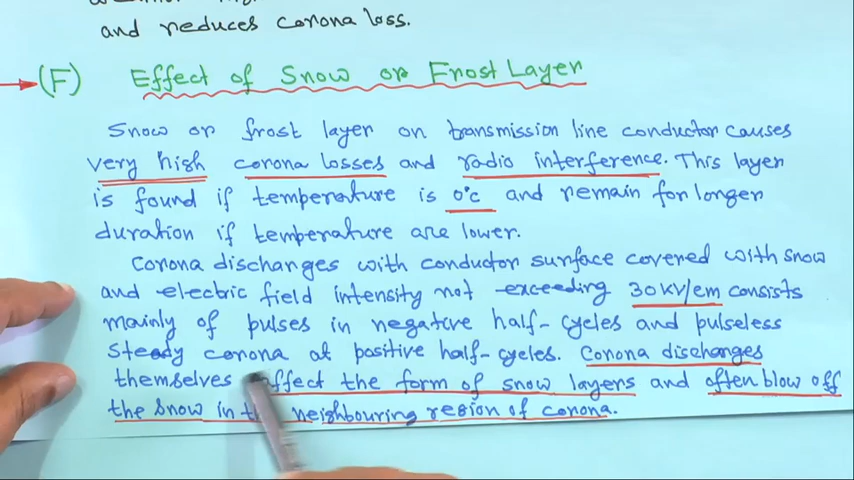 and reduces corona loss.
(F) Effect of Snow or Frost Layer
Snow or frost layer on transmission line conductor causes
very high corona losses and radio interference. This layer
is found if temperature is 0°c and remain for longer
duration if temperature are lower.
Corona discharges with conductor surface covered with snow
and electric field intensity not exceeding 30kV/cm consists
mainly of pulses in negative half-cycles and pulseless
steady corona at positive half-cycles. Corona discharges
themselves affect the form of snow layers and often blow off
the snow in the neighbouring region of corona.